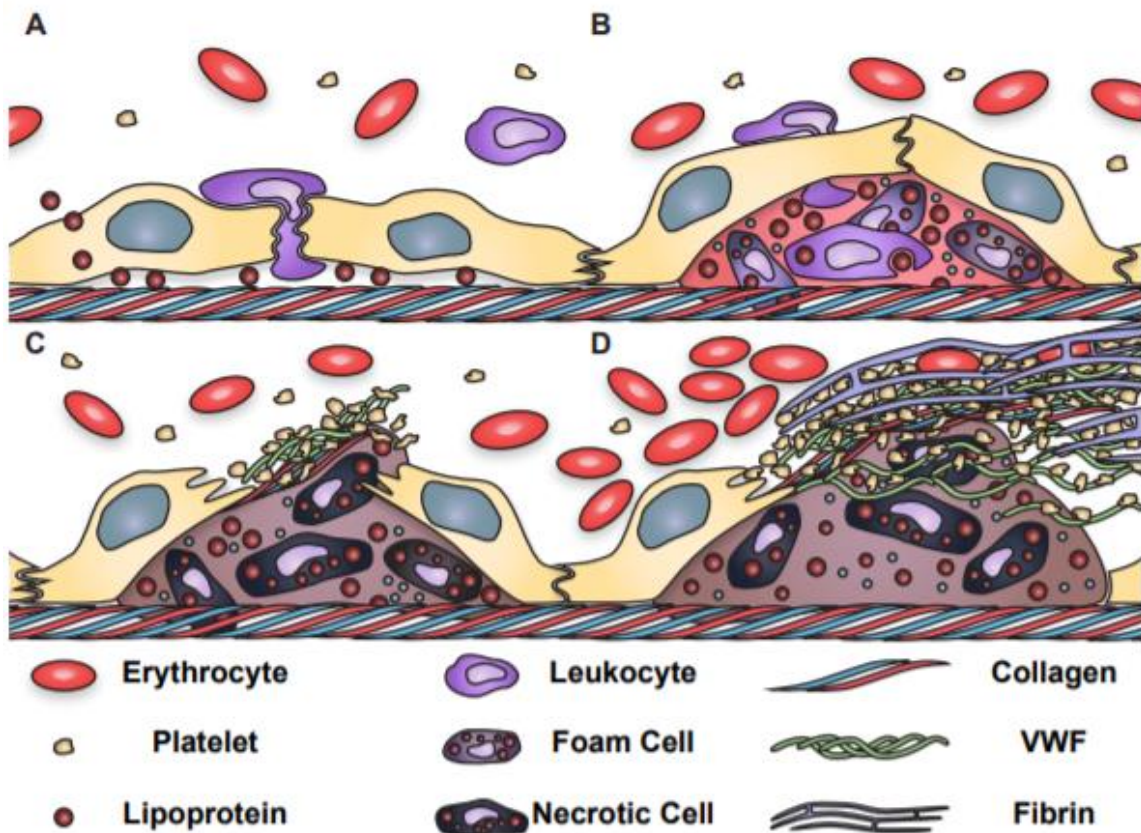 A
B
C
D
Erythrocyte
Leukocyte
Collagen
Platelet
Foam Cell
VWF
Lipoprotein
Necrotic Cell
Fibrin